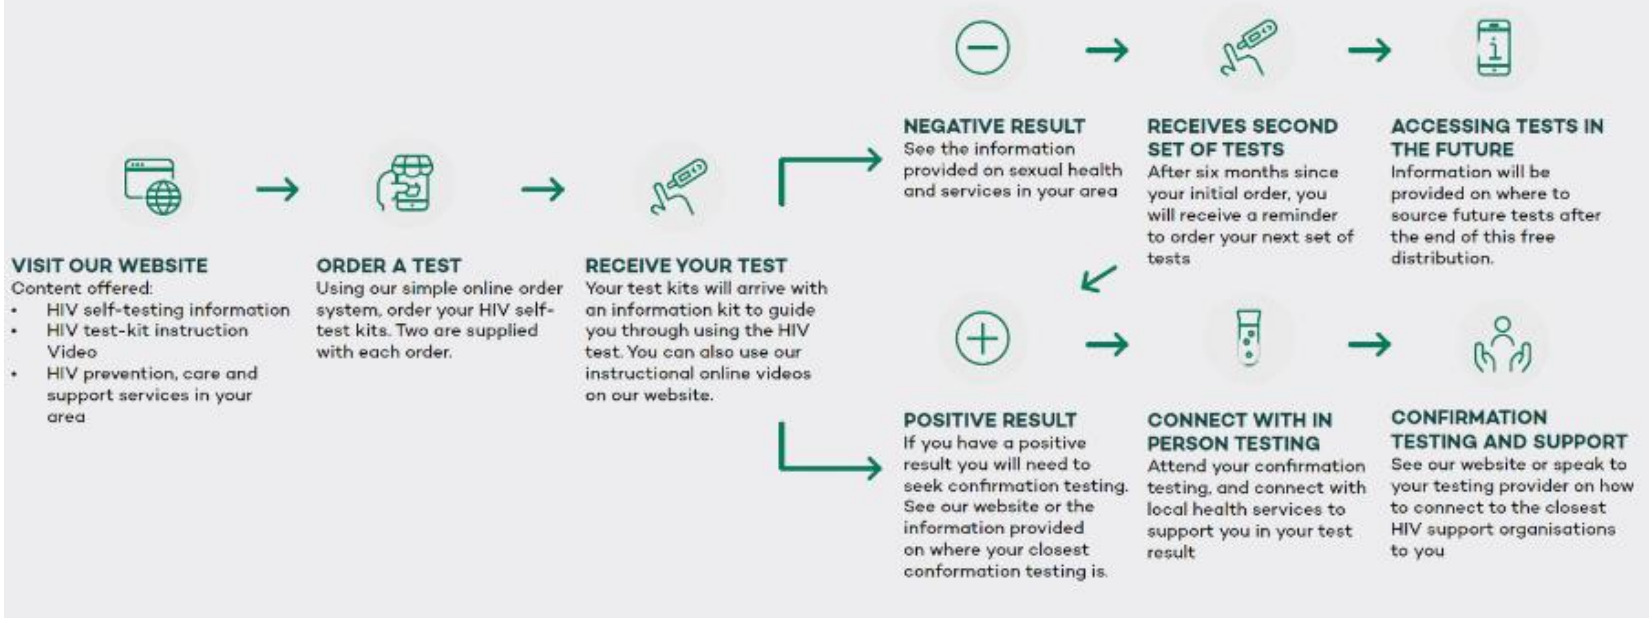 VISIT OUR WEBSITE
Content offered:
• HIV self-testing information
• HIV test-kit instruction
Video
• HIV prevention, care and
support services in your
area
ORDER A TEST
Using our simple online order
system, order your HIV self-
test kits. Two are supplied
with each order.
RECEIVE YOUR TEST
Your test kits will arrive with
an information kit to guide
you through using the HIV
test. You can also use our
instructional online videos
on our website.
NEGATIVE RESULT
See the information
provided on sexual health
and services in your area
RECEIVES SECOND
SET OF TESTS
After six months since
your initial order, you
will receive a reminder
to order your next set of
tests
i
ACCESSING TESTS IN
THE FUTURE
Information will be
provided on where to
source future tests after
the end of this free
distribution.
POSITIVE RESULT
If you have a positive
result you will need to
seek confirmation testing.
See our website or the
information provided
on where your closest
conformation testing is.
CONNECT WITH IN
PERSON TESTING
Attend your confirmation
testing, and connect with
local health services to
support you in your test
result
CONFIRMATION
TESTING AND SUPPORT
See our website or speak to
your testing provider on how
to connect to the closest
HIV support organisations
to you